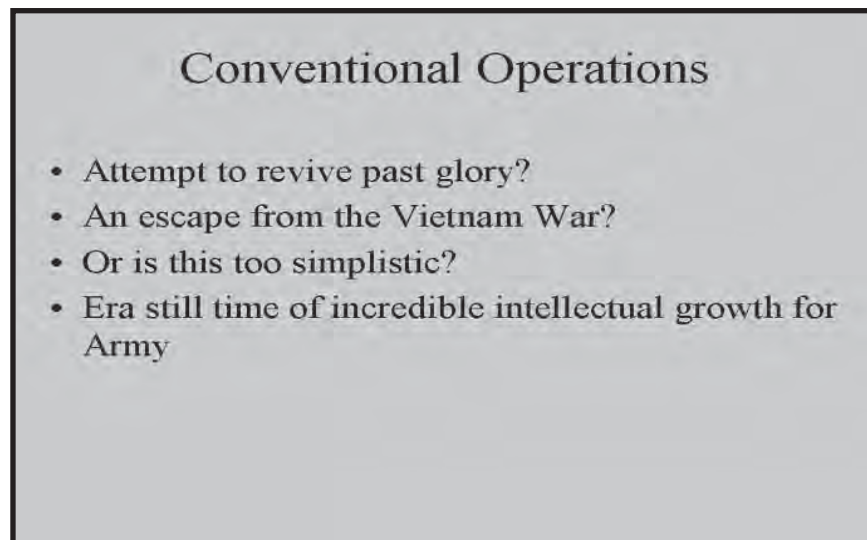 Conventional Operations
• Attempt to revive past glory?
• An escape from the Vietnam War?
• Or is this too simplistic?
• Era still time of incredible intellectual growth for
Army